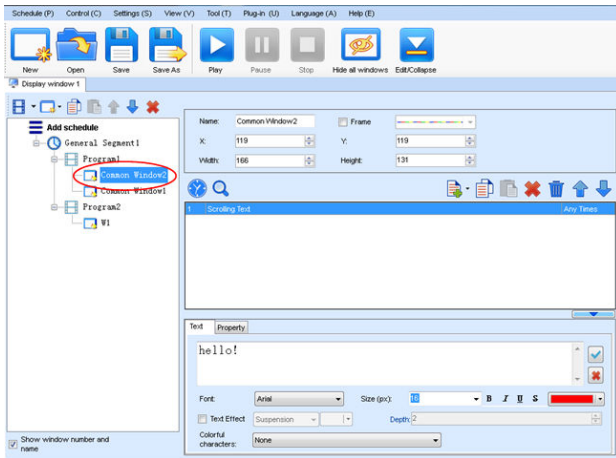 Schedule (P) Control (C) Settings (S) View (V) Tool (T) Plug-in (U) Language (A) Help (E)
New Open Save Save As Play Pause Stop Hide all windows Edit/Collapse
Display window 1
Add schedule
General Segment1
Program1
Common Window2
Common Window1
Program2
W1
Show window number and
name
Name: Common Window2 Frame
X: 119 Y: 119
Width: 166 Height: 131
1 Scrolling Text Any Times
Text Property
hello!
Font: Arial Size (px): 16 B I U S
Text Effect Suspension Depth: 2
Colorful
characters: None